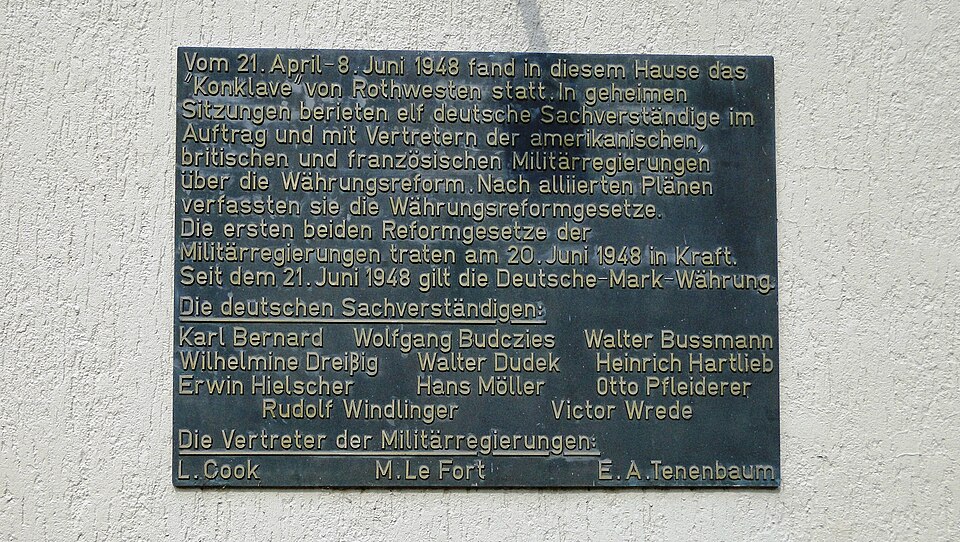 Vom 21. April - 8. Juni 1948 fand in diesem Hause das
"Konklave" von Rothwesten statt. In geheimen
Sitzungen berieten elf deutsche Sachverständige im
Auftrag und mit Vertretern der amerikanischen,
britischen und französischen Militärregierungen
über die Währungsreform. Nach alliierten Plänen
verfassten sie die Währungsreformgesetze.
Die ersten beiden Reformgesetze der
Militärregierungen traten am 20. Juni 1948 in Kraft.
Seit dem 21. Juni 1948 gilt die Deutsche-Mark-Währung.
Die deutschen Sachverständigen:
Karl Bernard Wolfgang Budczies Walter Bussmann
Wilhelmine Dreißig Walter Dudek Heinrich Hartlieb
Erwin Hielscher Hans Möller Otto Pfleiderer
Rudolf Windlinger Victor Wrede
Die Vertreter der Militärregierungen:
L. Cook M. Le Fort E. A. Tenenbaum